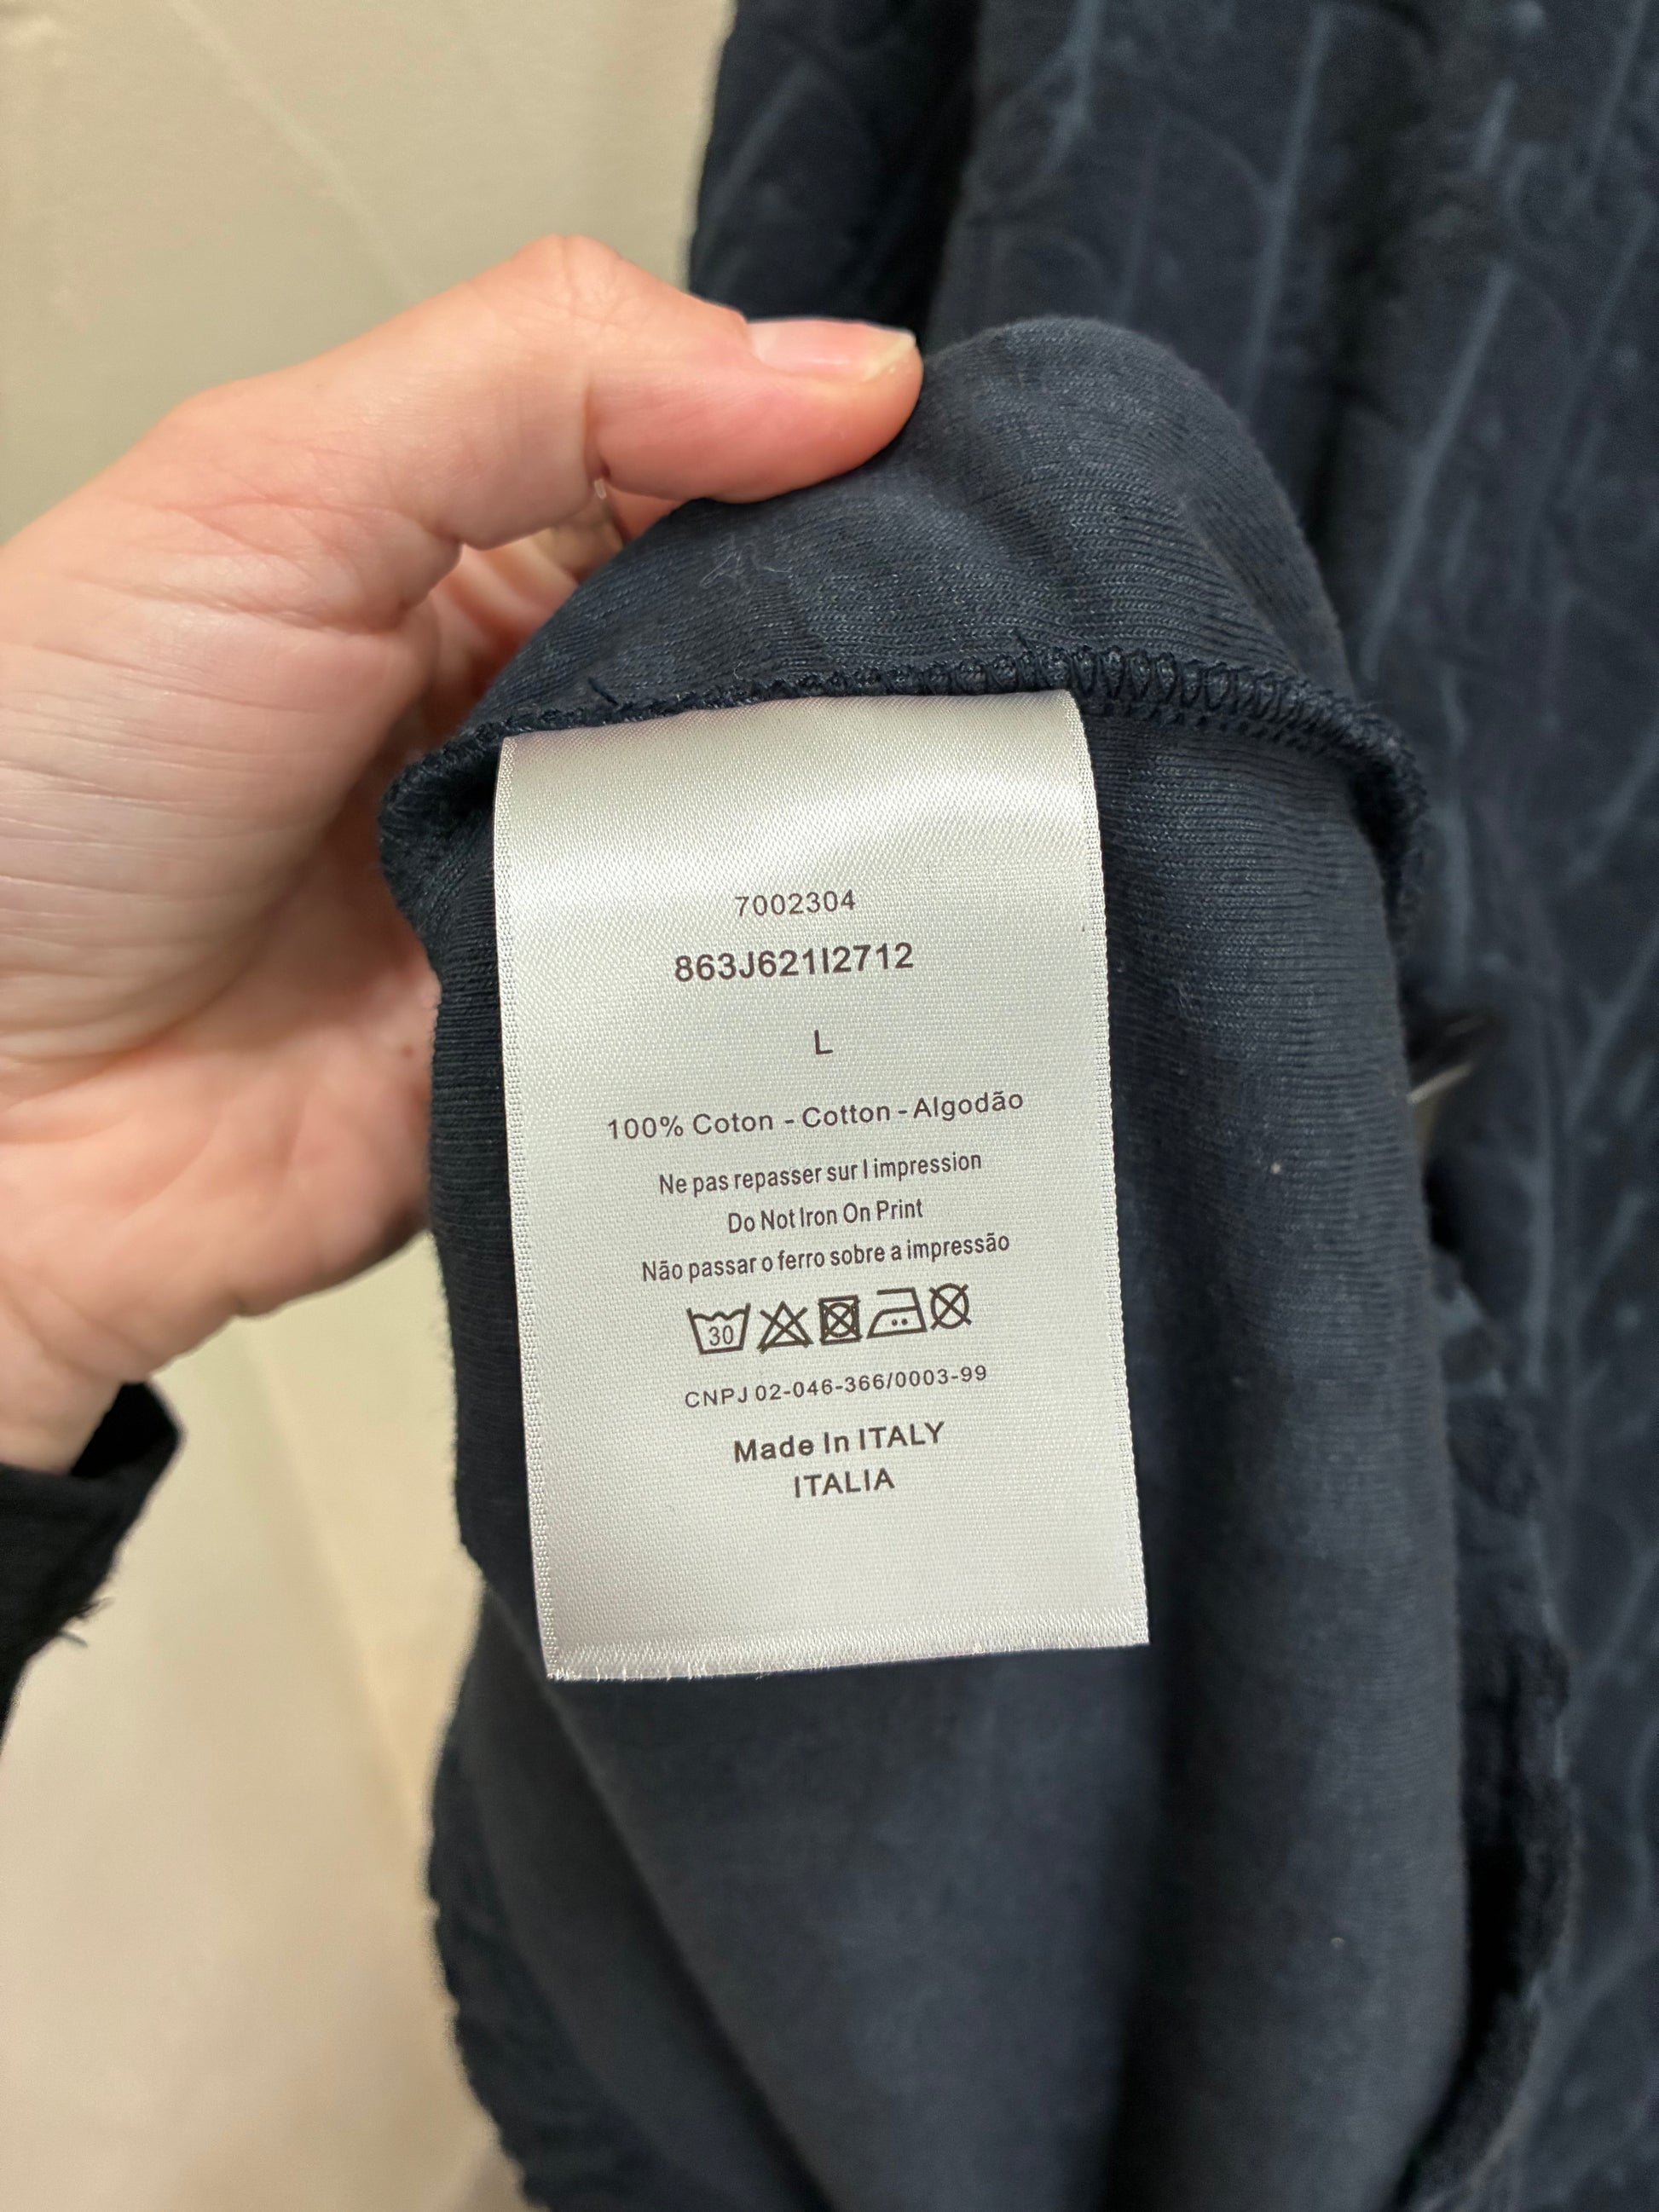 7002304
863J621I2712
L
100% Coton - Cotton - Algodão
Ne pas repasser sur l impression
Do Not Iron On Print
Não passar o ferro sobre a impressão
30
CNPJ 02-046-366/0003-99
Made In ITALY
ITALIA